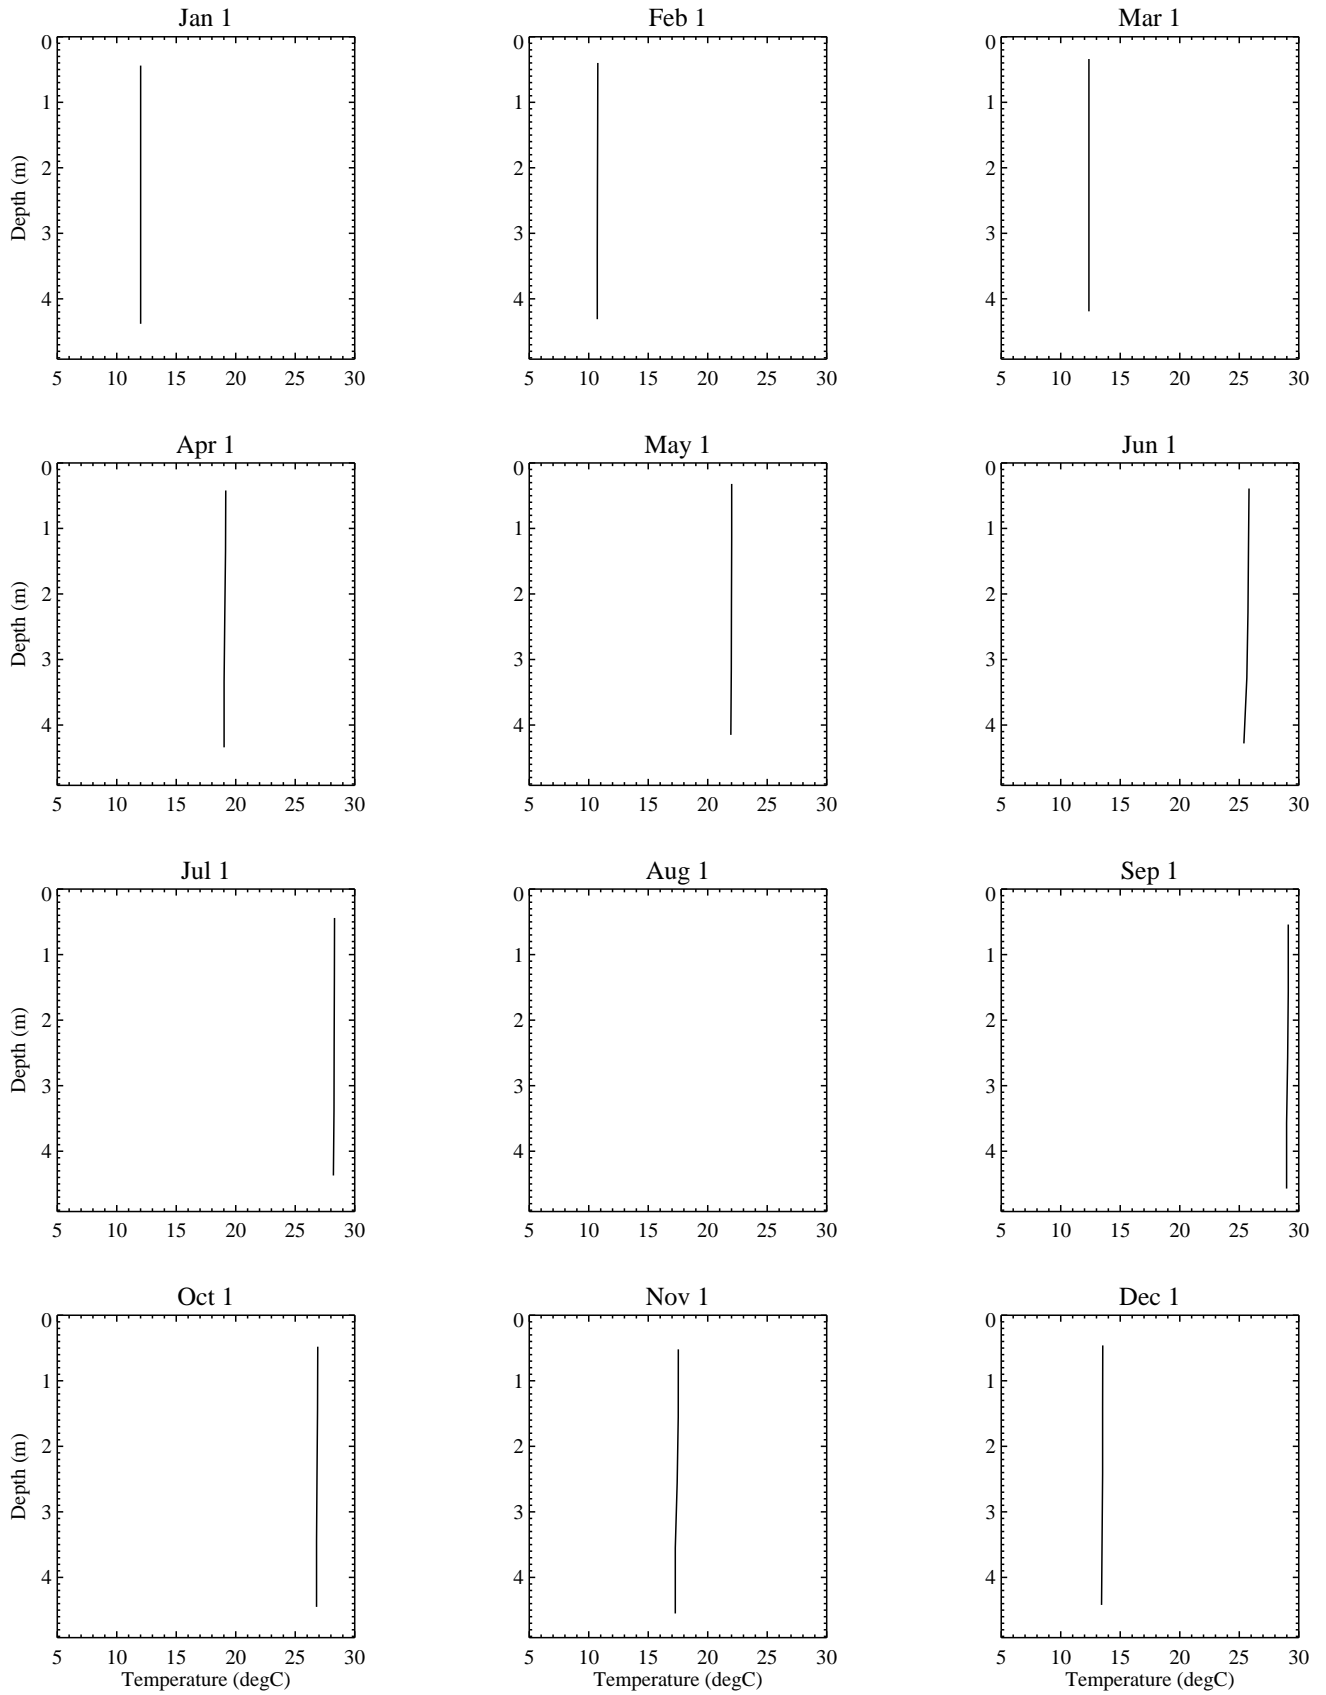 Jan 1
Feb 1
Mar 1
0 0 0
1 1 1
2 2 2
3 3 3
4 4 4
Depth (m)
5 10 15 20 25 30
5 10 15 20 25 30
5 10 15 20 25 30
Apr 1
May 1
Jun 1
0 0 0
1 1 1
2 2 2
3 3 3
4 4 4
Depth (m)
5 10 15 20 25 30
5 10 15 20 25 30
5 10 15 20 25 30
Jul 1
Aug 1
Sep 1
0 0 0
1 1 1
2 2 2
3 3 3
4 4 4
Depth (m)
5 10 15 20 25 30
5 10 15 20 25 30
5 10 15 20 25 30
Oct 1
Nov 1
Dec 1
0 0 0
1 1 1
2 2 2
3 3 3
4 4 4
Depth (m)
5 10 15 20 25 30
5 10 15 20 25 30
5 10 15 20 25 30
Temperature (degC)
Temperature (degC)
Temperature (degC)